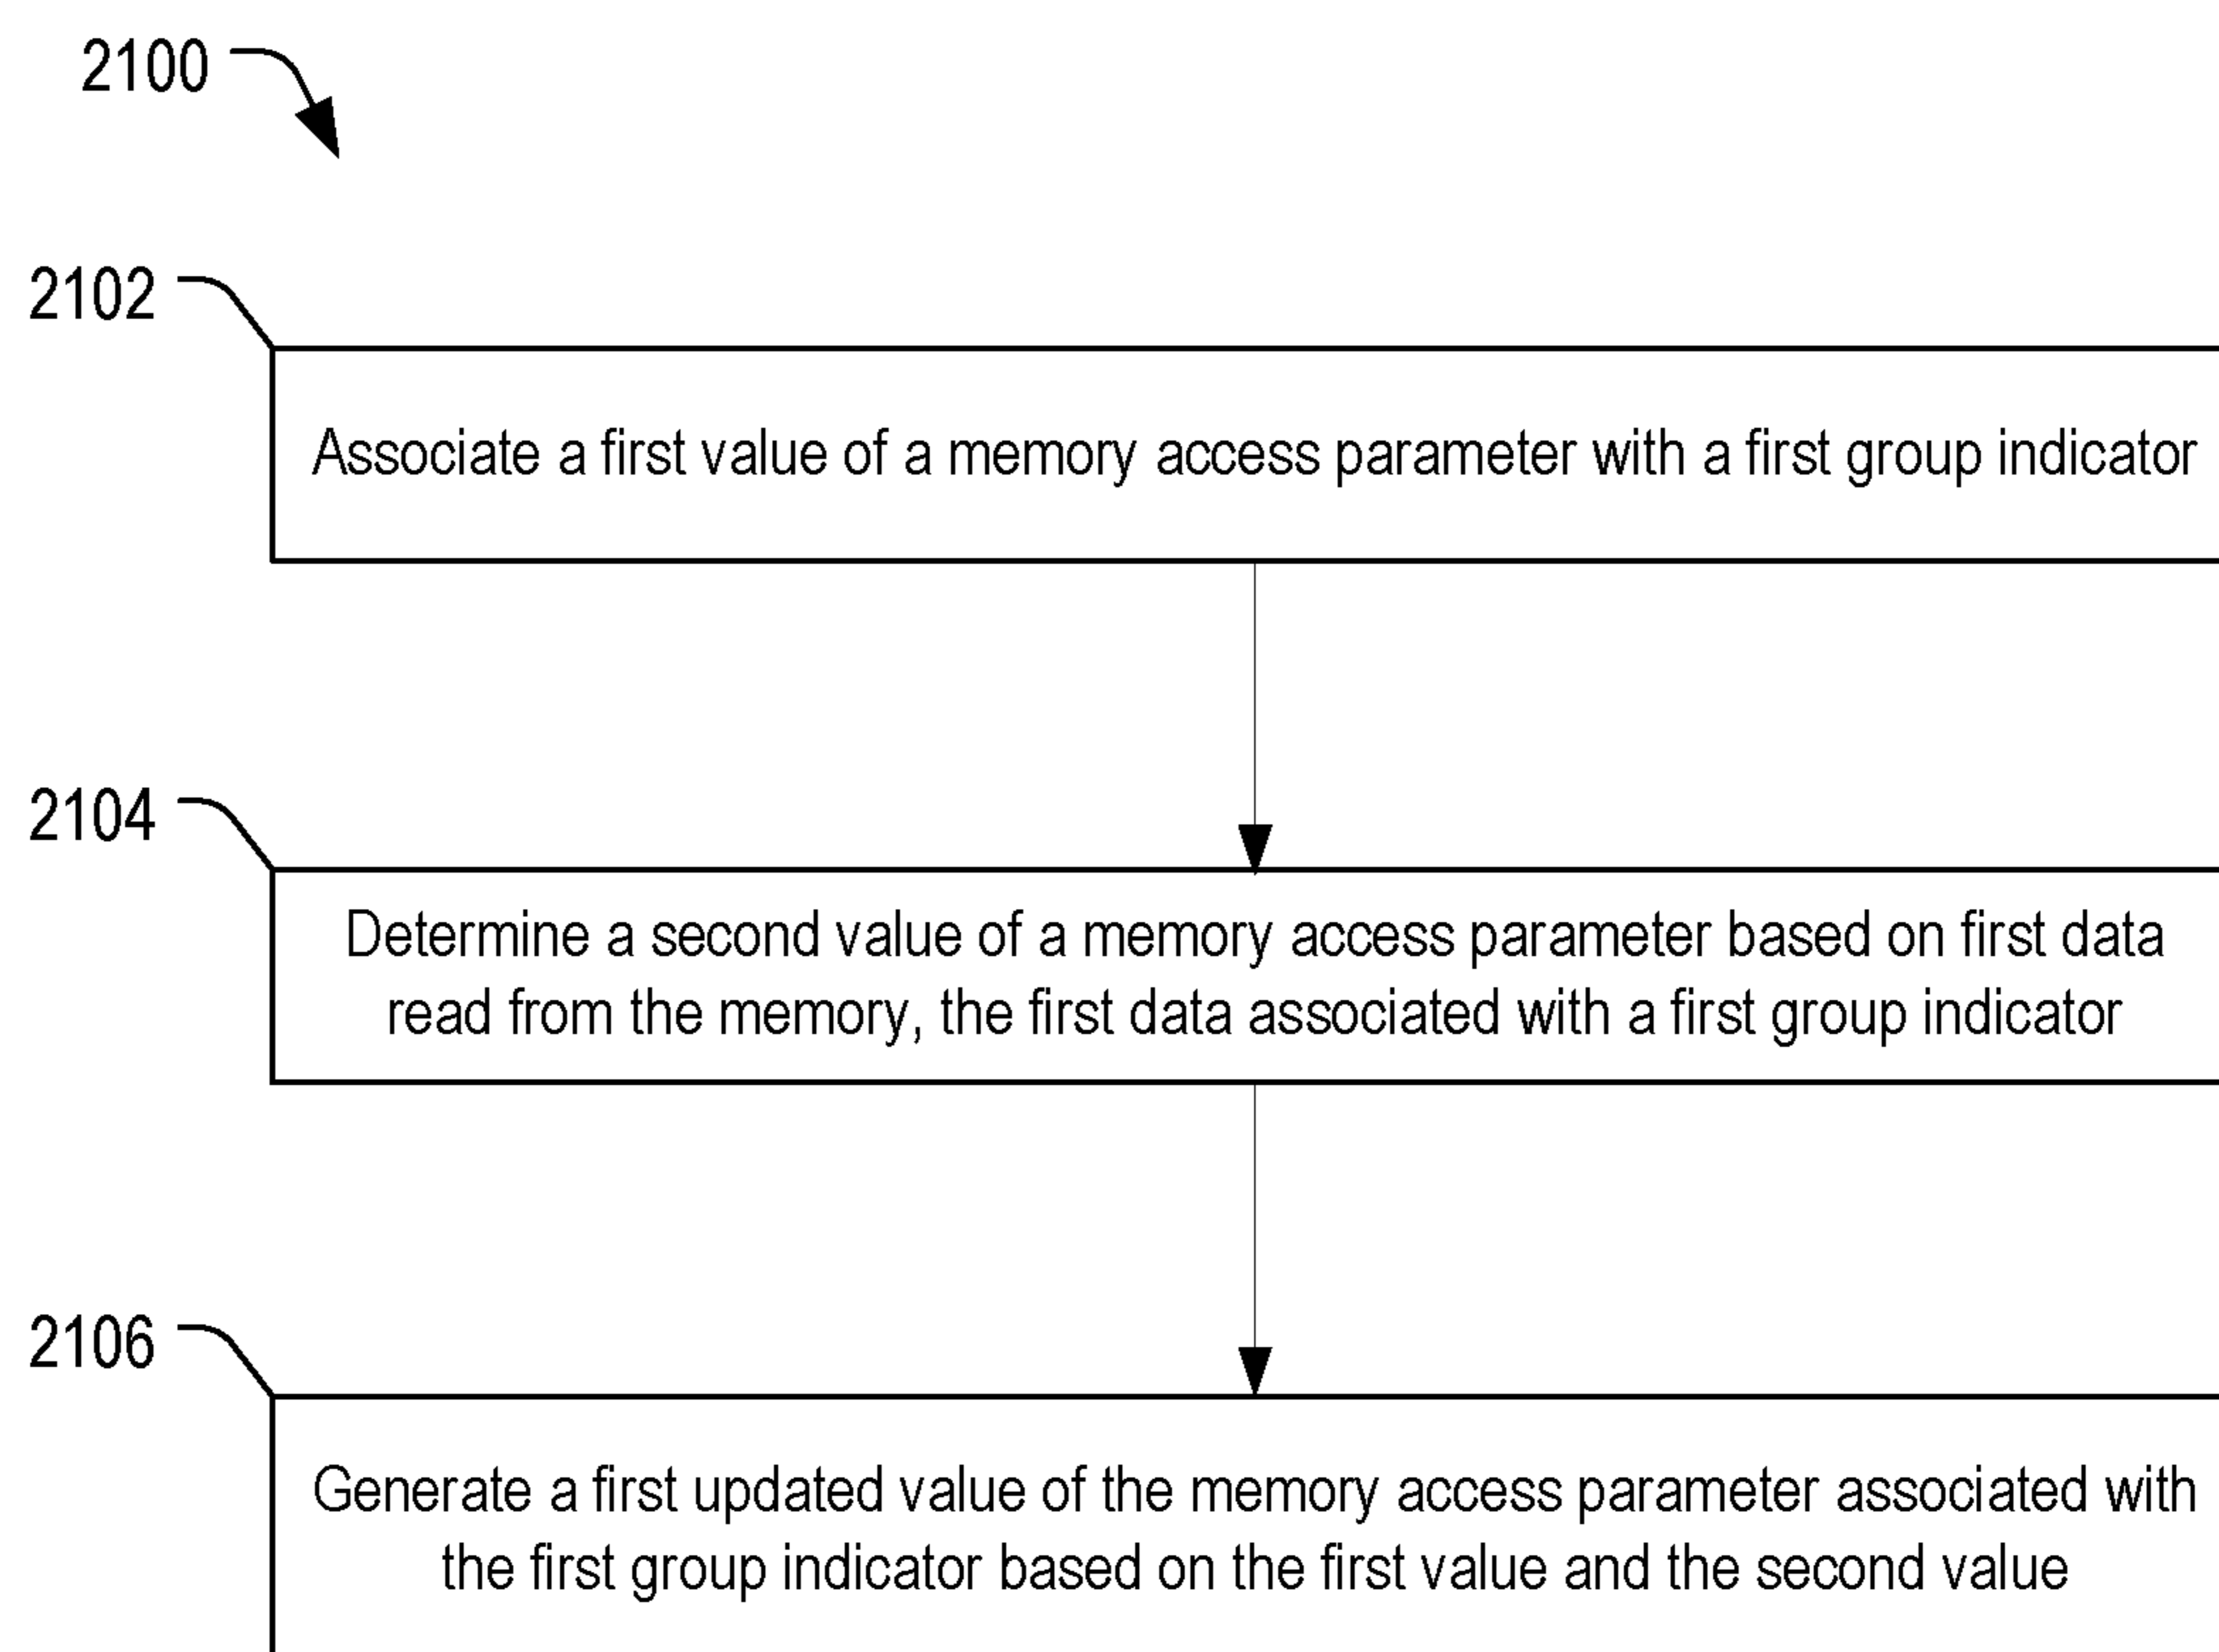 2100
2102
Associate a first value of a memory access parameter with a first group indicator
2104
Determine a second value of a memory access parameter based on first data
read from the memory, the first data associated with a first group indicator
2106
Generate a first updated value of the memory access parameter associated with
the first group indicator based on the first value and the second value